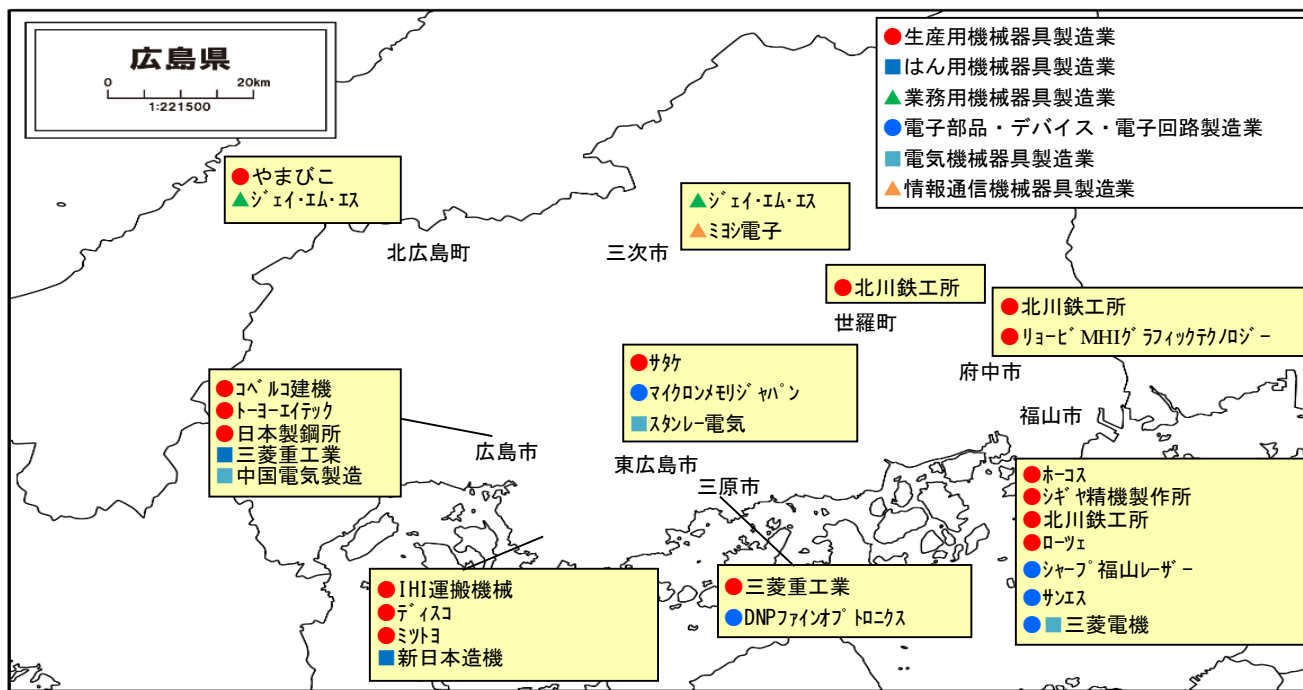 広島県
0 20km
1:221500
●生産用機械器具製造業
■はん用機械器具製造業
▲業務用機械器具製造業
●電子部品・デバイス・電子回路製造業
■電気機械器具製造業
▲情報通信機械器具製造業
●やまびこ
▲ｼﾞｪｲ･ｴﾑ･ｴｽ
北広島町
▲ｼﾞｪｲ･ｴﾑ･ｴｽ
▲ﾐﾖｼ電子
三次市
●北川鉄工所
世羅町
●北川鉄工所
●ﾘｮｰﾋﾞMHIｸﾞﾗﾌｨｯｸﾃｸﾉﾛｼﾞｰ
府中市
●ｺﾍﾞﾙｺ建機
●ﾄｰﾖｰｴｲﾃｯｸ
●日本製鋼所
■三菱重工業
■中国電気製造
広島市
●ｻﾀｹ
●ﾏｲｸﾛﾝﾒﾓﾘｼﾞｬﾊﾟﾝ
■ｽﾀﾝﾚｰ電気
東広島市
三原市
福山市
●ﾎｰｺｽ
●ｼｷﾞﾔ精機製作所
●北川鉄工所
●ﾛｰﾂｪ
●ｼｬｰﾌﾟ福山ﾚｰｻﾞｰ
●ｻﾝｴｽ
●■三菱電機
●IHI運搬機械
●ﾃﾞｨｽｺ
●ﾐﾂﾄﾖ
■新日本造機
●三菱重工業
●DNPﾌｧｲﾝｵﾌﾟﾄﾛﾆｸｽ